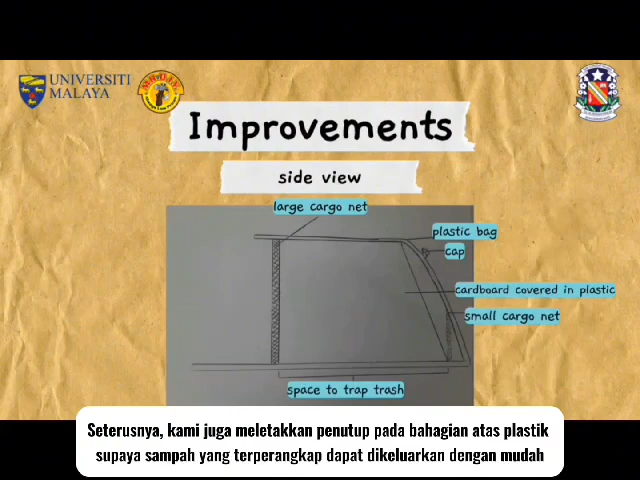 UNIVERSITI
MALAYA
Improvements
side view
large cargo net
plastic bag
cap
cardboard covered in plastic
small cargo net
space to trap trash
Seterusnya, kami juga meletakkan penutup pada bahagian atas plastik
supaya sampah yang terperangkap dapat dikeluarkan dengan mudah